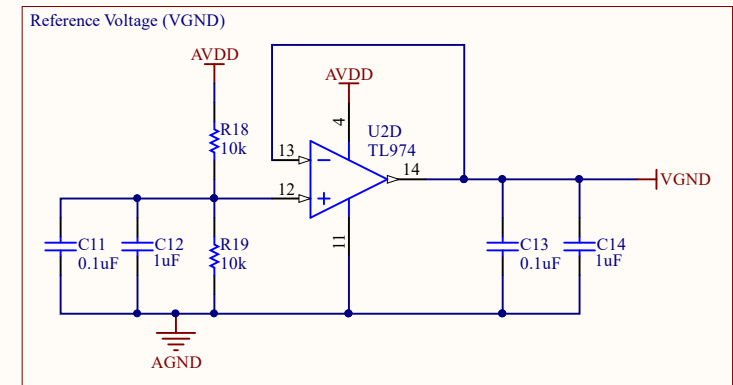 Reference Voltage (VGND)
AVDD
AVDD
R18
10k
4
U2D
TL974
13
14
12
VGND
11
C11
0.1uF
C12
1uF
R19
10k
C13
0.1uF
C14
1uF
AGND